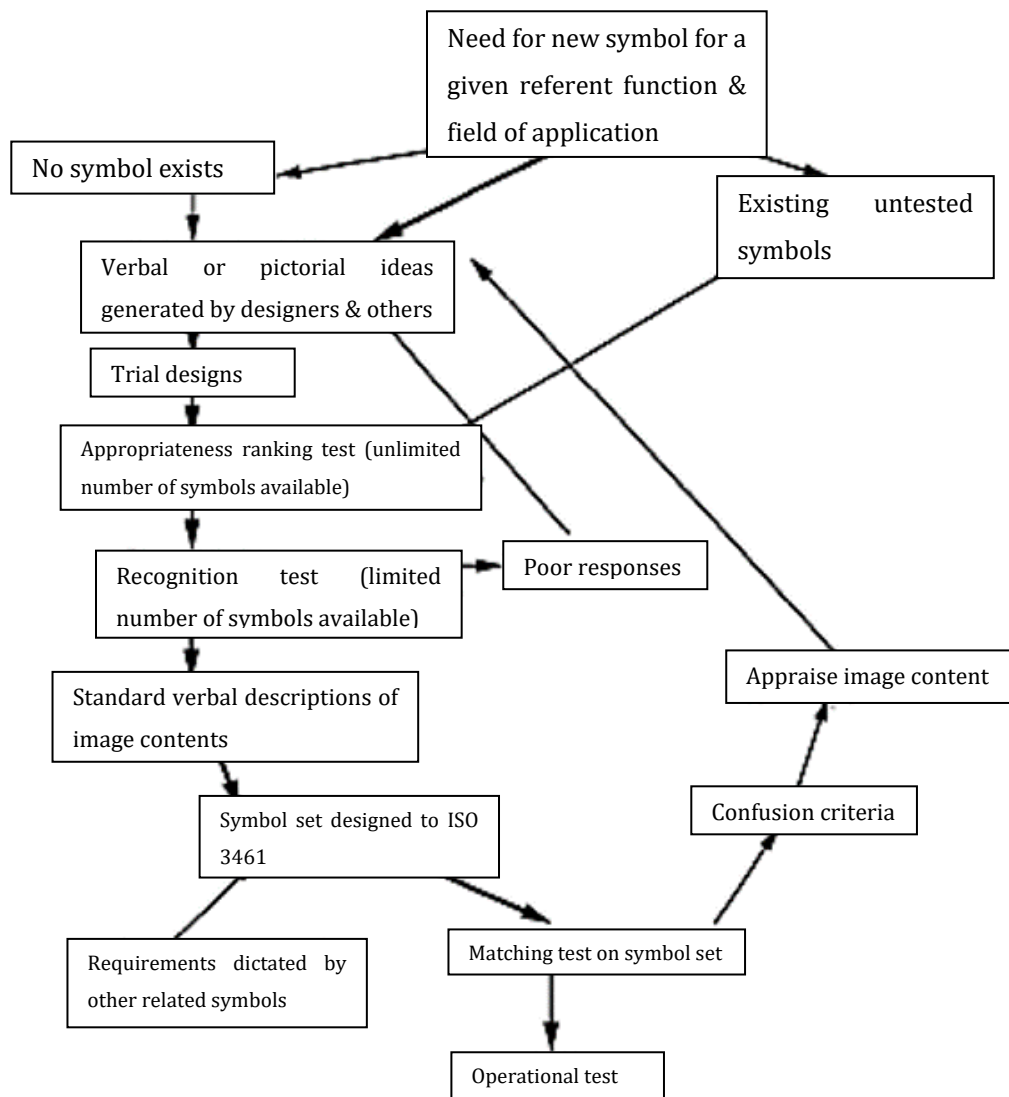 Need for new symbol for a
given referent function &
field of application
No symbol exists
Existing untested
symbols
Verbal or pictorial ideas
generated by designers & others
Trial designs
Appropriateness ranking test (unlimited
number of symbols available)
Recognition test (limited
number of symbols available)
Poor responses
Standard verbal descriptions of
image contents
Appraise image content
Symbol set designed to ISO
3461
Confusion criteria
Requirements dictated by
other related symbols
Matching test on symbol set
Operational test